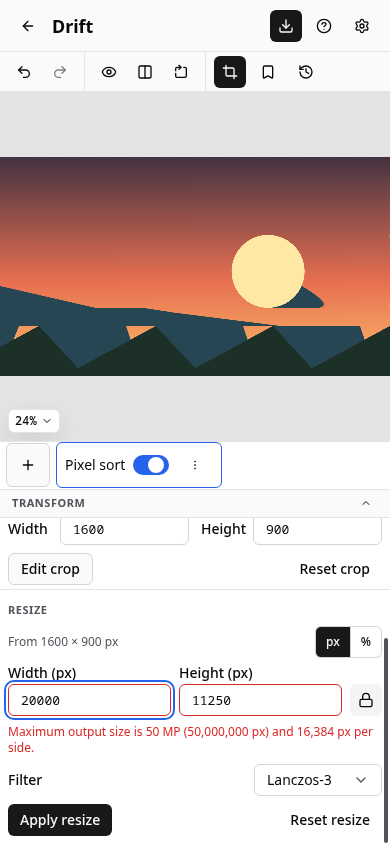 Drift
24%
Pixel sort
TRANSFORM
Width 1600 Height 900
Edit crop Reset crop
RESIZE
From 1600 × 900 px px %
Width (px) Height (px)
20000 11250
Maximum output size is 50 MP (50,000,000 px) and 16,384 px per
side.
Filter Lanczos-3
Apply resize Reset resize